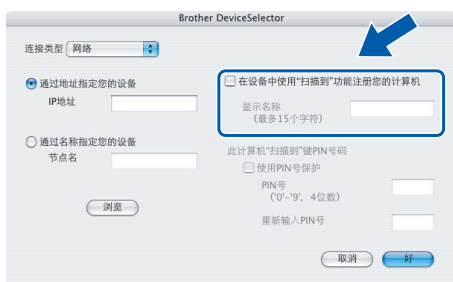 Brother DeviceSelector
连接类型 网络
通过地址指定您的设备
IP地址
通过名称指定您的设备
节点名
浏览
在设备中使用“扫描到”功能注册您的计算机
显示名称
(最多15个字符)
此计算机“扫描到”键PIN号码
使用PIN号保护
PIN号
('0'-'9', 4位数)
重新输入PIN号
取消 好